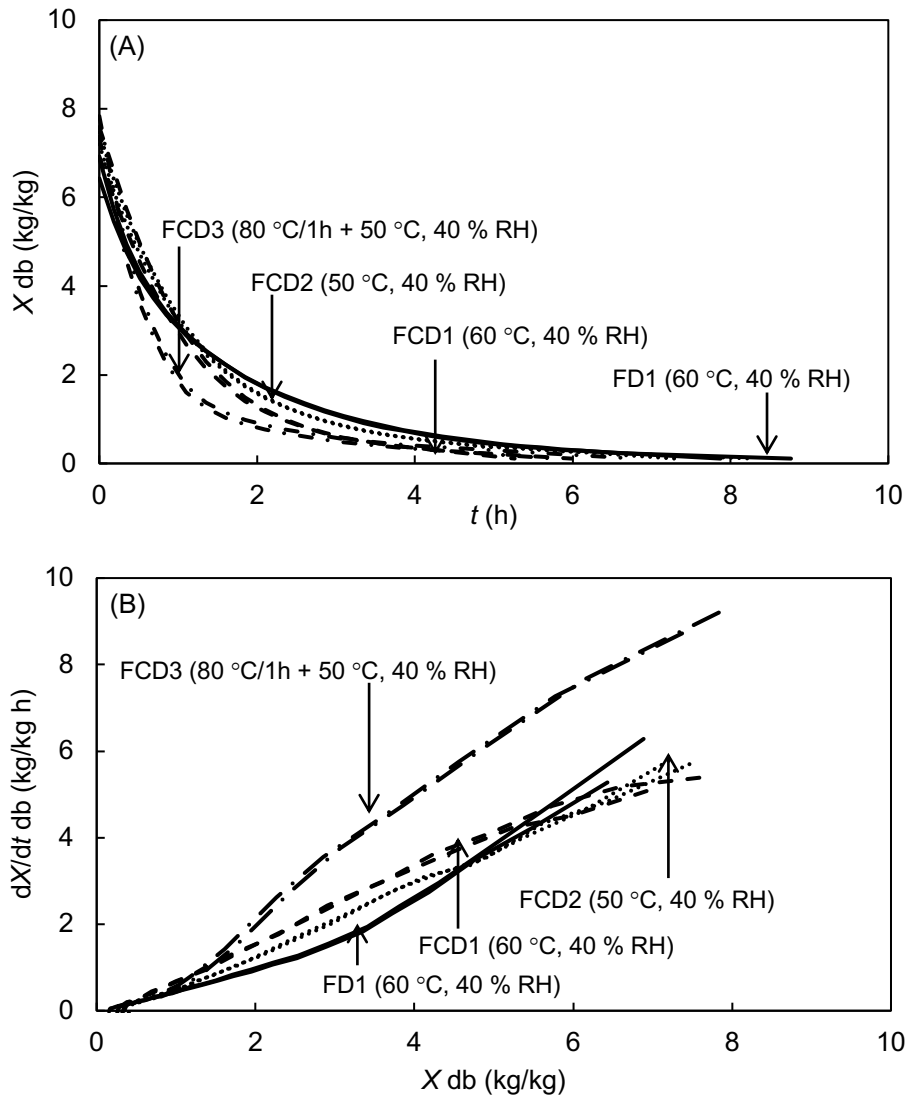 10
(A)
8
6
4
2
0
X db (kg/kg)
FCD3 (80 °C/1h + 50 °C, 40 % RH)
FCD2 (50 °C, 40 % RH)
FCD1 (60 °C, 40 % RH)
FD1 (60 °C, 40 % RH)
0 2 4 6 8 10
t (h)
10
(B)
8
6
4
2
0
dX/dt db (kg/kg h)
FCD3 (80 °C/1h + 50 °C, 40 % RH)
FCD2 (50 °C, 40 % RH)
FCD1 (60 °C, 40 % RH)
FD1 (60 °C, 40 % RH)
0 2 4 6 8 10
X db (kg/kg)